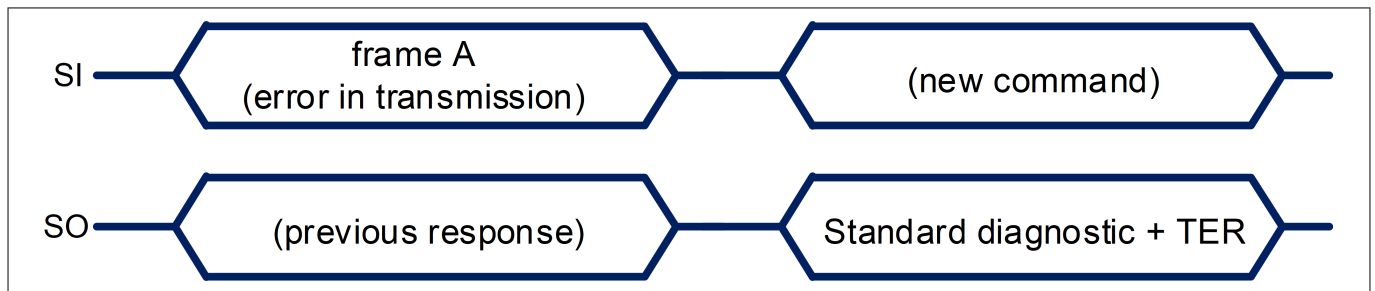 SI
frame A
(error in transmission)
(new command)
SO
(previous response)
Standard diagnostic + TER